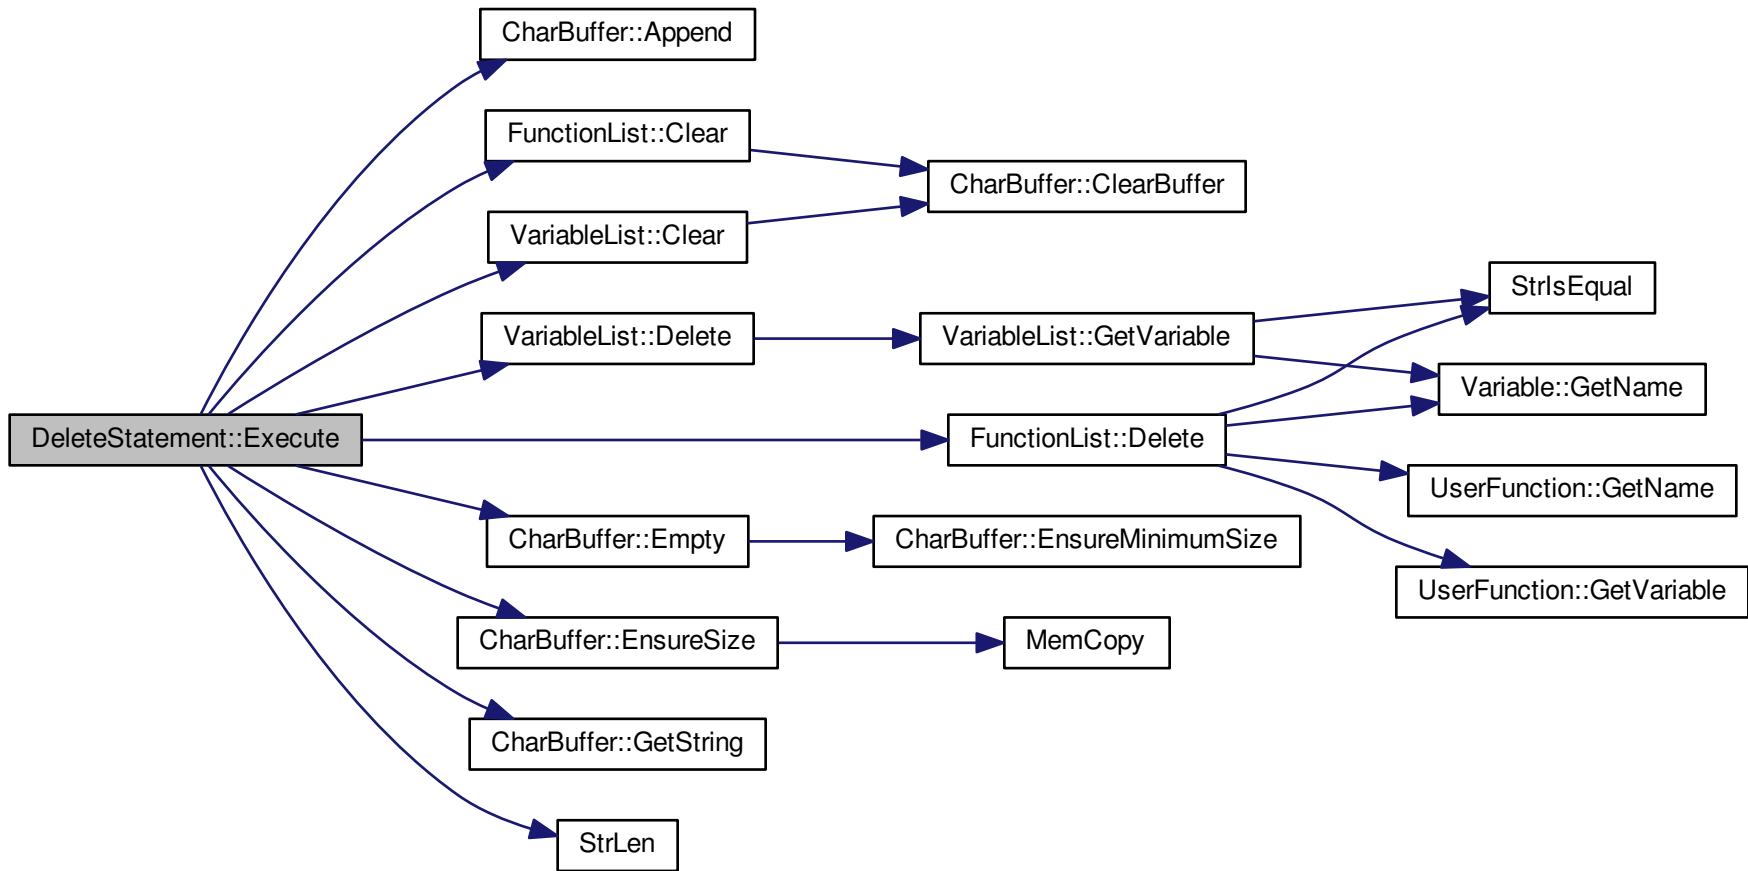 CharBuffer::Append
FunctionList::Clear
CharBuffer::ClearBuffer
VariableList::Clear
StrIsEqual
VariableList::Delete
VariableList::GetVariable
Variable::GetName
DeleteStatement::Execute
FunctionList::Delete
UserFunction::GetName
CharBuffer::Empty
CharBuffer::EnsureMinimumSize
UserFunction::GetVariable
CharBuffer::EnsureSize
MemCopy
CharBuffer::GetString
StrLen